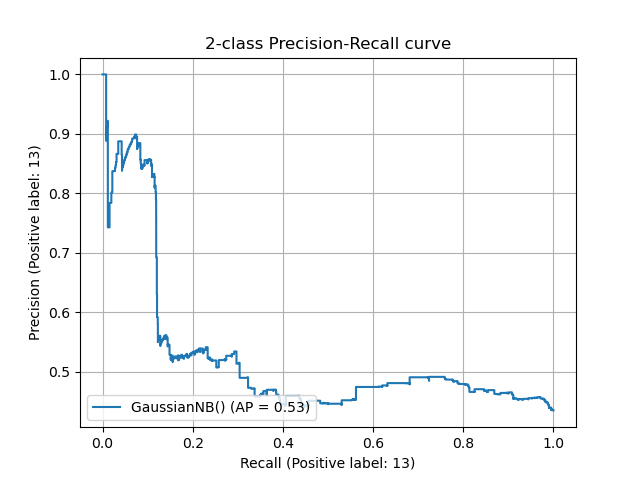 2-class Precision-Recall curve
1.0
0.9
0.8
0.7
0.6
0.5
Precision (Positive label: 13)
GaussianNB() (AP = 0.53)
0.0 0.2 0.4 0.6 0.8 1.0
Recall (Positive label: 13)